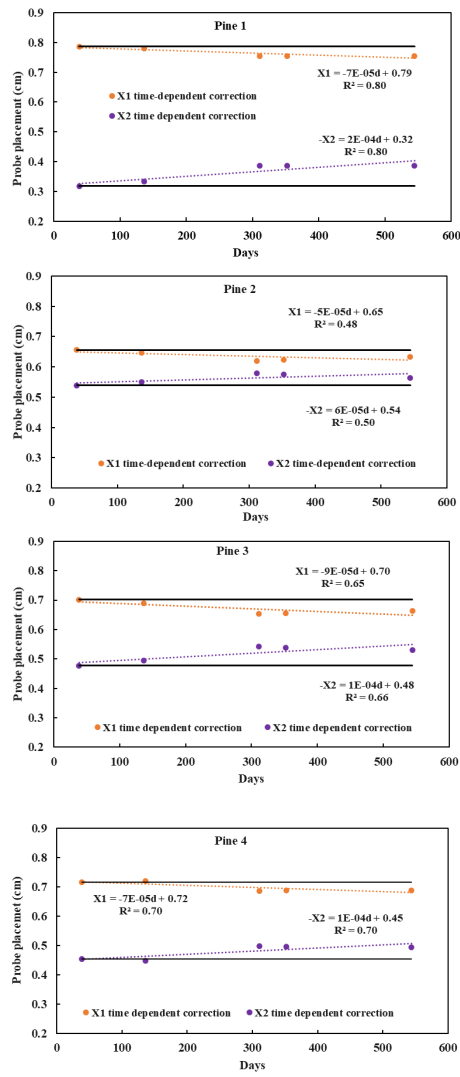 Pine 1
0.9
0.8
0.7
0.6
0.5
0.4
0.3
0.2
Probe placement (cm)
X1 = -7E-05d + 0.79
R² = 0.80
X1 time-dependent correction
X2 time dependent correction
-X2 = 2E-04d + 0.32
R² = 0.80
0 100 200 300 400 500 600
Days
Pine 2
0.9
0.8
0.7
0.6
0.5
0.4
0.3
0.2
Probe placement (cm)
X1 = -5E-05d + 0.65
R² = 0.48
-X2 = 6E-05d + 0.54
R² = 0.50
X1 time-dependent correction X2 time-dependent correction
0 100 200 300 400 500 600
Days
Pine 3
0.9
0.8
0.7
0.6
0.5
0.4
0.3
0.2
Probe placement (cm)
X1 = -9E-05d + 0.70
R² = 0.65
-X2 = 1E-04d + 0.48
R² = 0.66
X1 time dependent correction X2 time dependent correction
0 100 200 300 400 500 600
Days
Pine 4
0.9
0.8
0.7
0.6
0.5
0.4
0.3
0.2
Probe placemet (cm)
X1 = -7E-05d + 0.72
R² = 0.70
-X2 = 1E-04d + 0.45
R² = 0.70
X1 time dependent correction X2 time dependent correction
0 100 200 300 400 500 600
Days